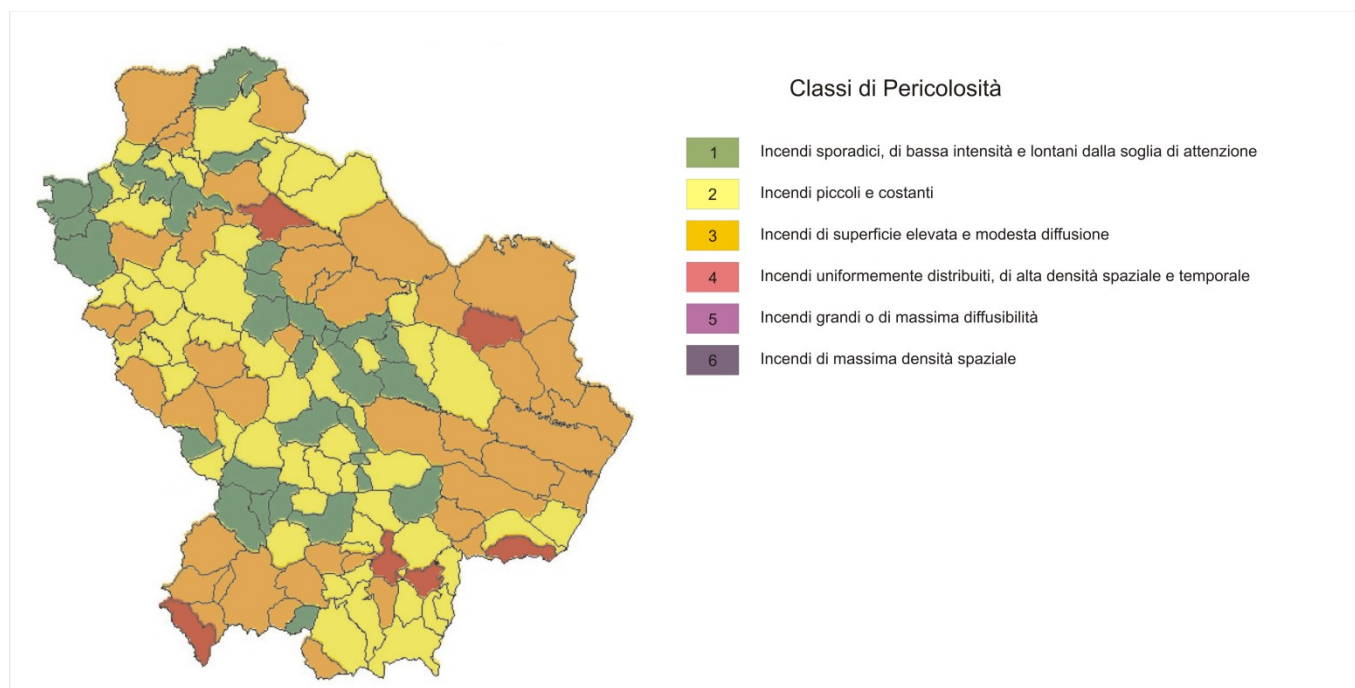 Classi di Pericolosità
1 Incendi sporadici, di bassa intensità e lontani dalla soglia di attenzione
2 Incendi piccoli e costanti
3 Incendi di superficie elevata e modesta diffusione
4 Incendi uniformemente distribuiti, di alta densità spaziale e temporale
5 Incendi grandi o di massima diffusibilità
6 Incendi di massima densità spaziale